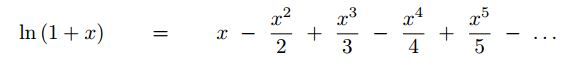 ln (1 + x) = x − x²/2 + x³/3 − x⁴/4 + x⁵/5 − ...